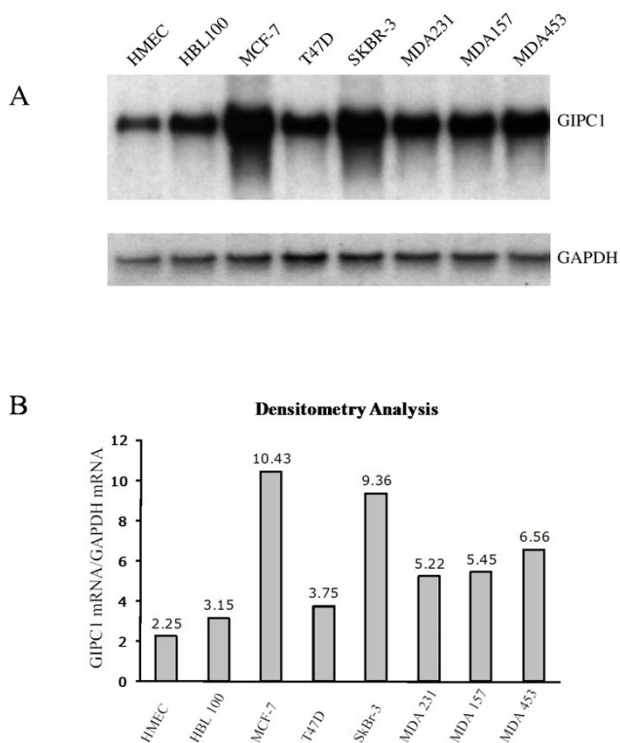 HMEC HBL100 MCF-7 T47D SKBR-3 MDA231 MDA157 MDA453
A
GIPC1
GAPDH
B
Densitometry Analysis
GIPC1 mRNA/GAPDH mRNA
12
10
8
6
4
2
0
2.25
3.15
10.43
3.75
9.36
5.22
5.45
6.56
HMEC HBL 100 MCF-7 T47D SkBr-3 MDA 231 MDA 157 MDA 453